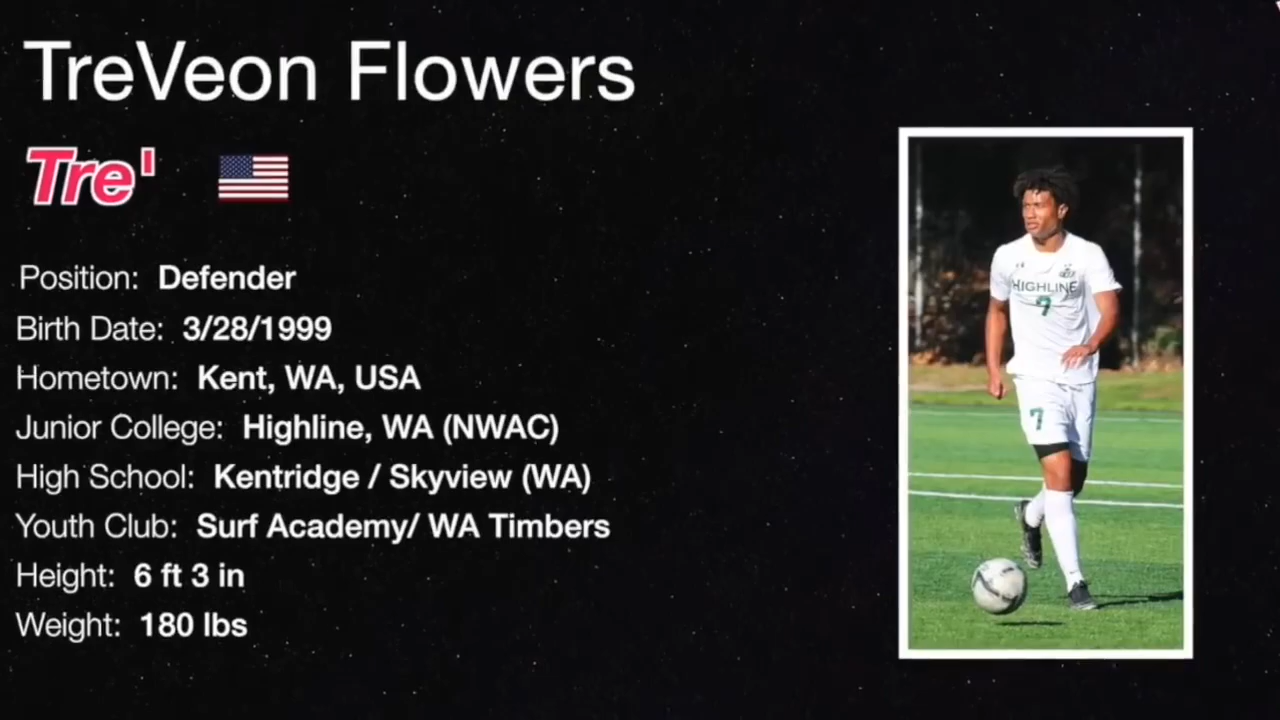 TreVeon Flowers
Tre'
Position: Defender
Birth Date: 3/28/1999
Hometown: Kent, WA, USA
Junior College: Highline, WA (NWAC)
High School: Kentridge / Skyview (WA)
Youth Club: Surf Academy/ WA Timbers
Height: 6 ft 3 in
Weight: 180 lbs
HIGHLINE
7
7